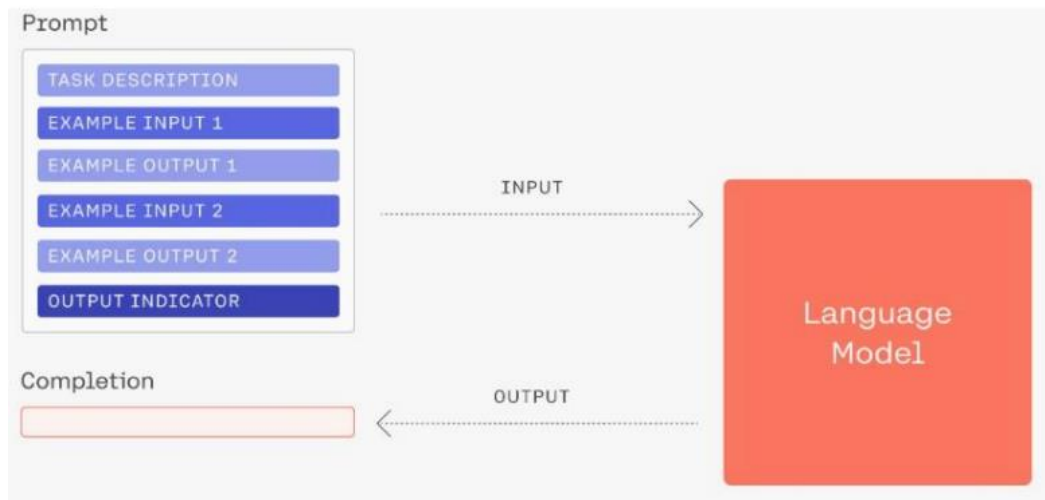 Prompt
TASK DESCRIPTION
EXAMPLE INPUT 1
EXAMPLE OUTPUT 1
EXAMPLE INPUT 2
EXAMPLE OUTPUT 2
OUTPUT INDICATOR
INPUT
Language
Model
Completion
OUTPUT